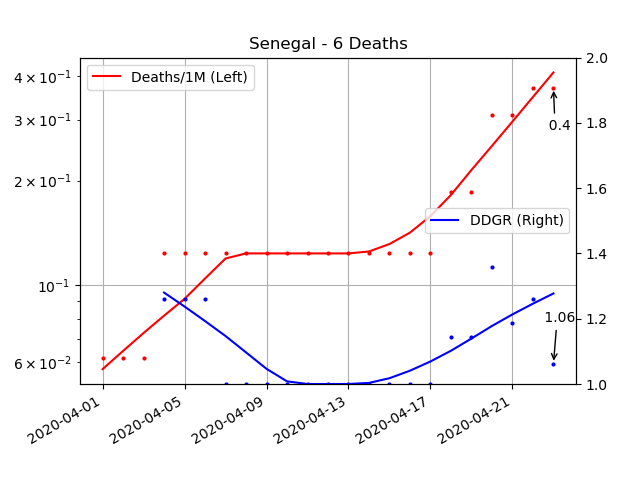 Senegal - 6 Deaths
Deaths/1M (Left)
DDGR (Right)
4 × 10⁻¹
3 × 10⁻¹
2 × 10⁻¹
10⁻¹
6 × 10⁻²
2.0
1.8
1.6
1.4
1.2
1.0
0.4
1.06
2020-04-01
2020-04-05
2020-04-09
2020-04-13
2020-04-17
2020-04-21